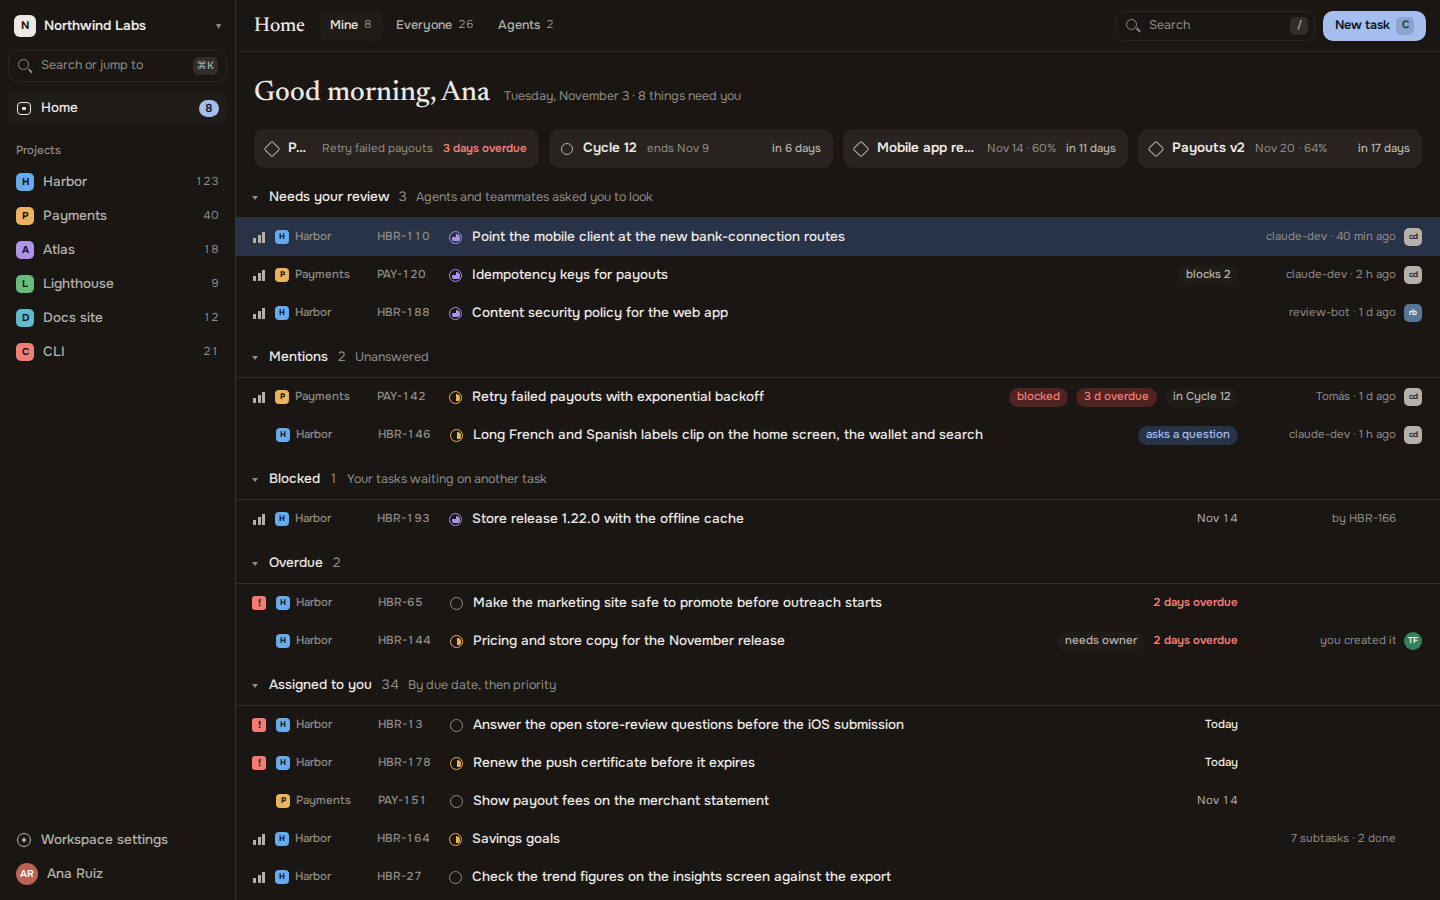 N Northwind Labs
Search or jump to ⌘K
Home 8
Projects
H Harbor 123
P Payments 40
A Atlas 18
L Lighthouse 9
D Docs site 12
C CLI 21
Workspace settings
AR Ana Ruiz
Home Mine 8 Everyone 26 Agents 2 Search / New task C
Good morning, Ana Tuesday, November 3 · 8 things need you
P... Retry failed payouts 3 days overdue
Cycle 12 ends Nov 9 in 6 days
Mobile app re... Nov 14 · 60% in 11 days
Payouts v2 Nov 20 · 64% in 17 days
Needs your review 3 Agents and teammates asked you to look
H Harbor HBR-110 Point the mobile client at the new bank-connection routes claude-dev · 40 min ago cd
P Payments PAY-120 Idempotency keys for payouts blocks 2 claude-dev · 2 h ago cd
H Harbor HBR-188 Content security policy for the web app review-bot · 1 d ago rb
Mentions 2 Unanswered
P Payments PAY-142 Retry failed payouts with exponential backoff blocked 3 d overdue in Cycle 12 Tomás · 1 d ago cd
H Harbor HBR-146 Long French and Spanish labels clip on the home screen, the wallet and search asks a question claude-dev · 1 h ago cd
Blocked 1 Your tasks waiting on another task
H Harbor HBR-193 Store release 1.22.0 with the offline cache Nov 14 by HBR-166
Overdue 2
! H Harbor HBR-65 Make the marketing site safe to promote before outreach starts 2 days overdue
H Harbor HBR-144 Pricing and store copy for the November release needs owner 2 days overdue you created it TF
Assigned to you 34 By due date, then priority
! H Harbor HBR-13 Answer the open store-review questions before the iOS submission Today
! H Harbor HBR-178 Renew the push certificate before it expires Today
P Payments PAY-151 Show payout fees on the merchant statement Nov 14
H Harbor HBR-164 Savings goals 7 subtasks · 2 done
H Harbor HBR-27 Check the trend figures on the insights screen against the export